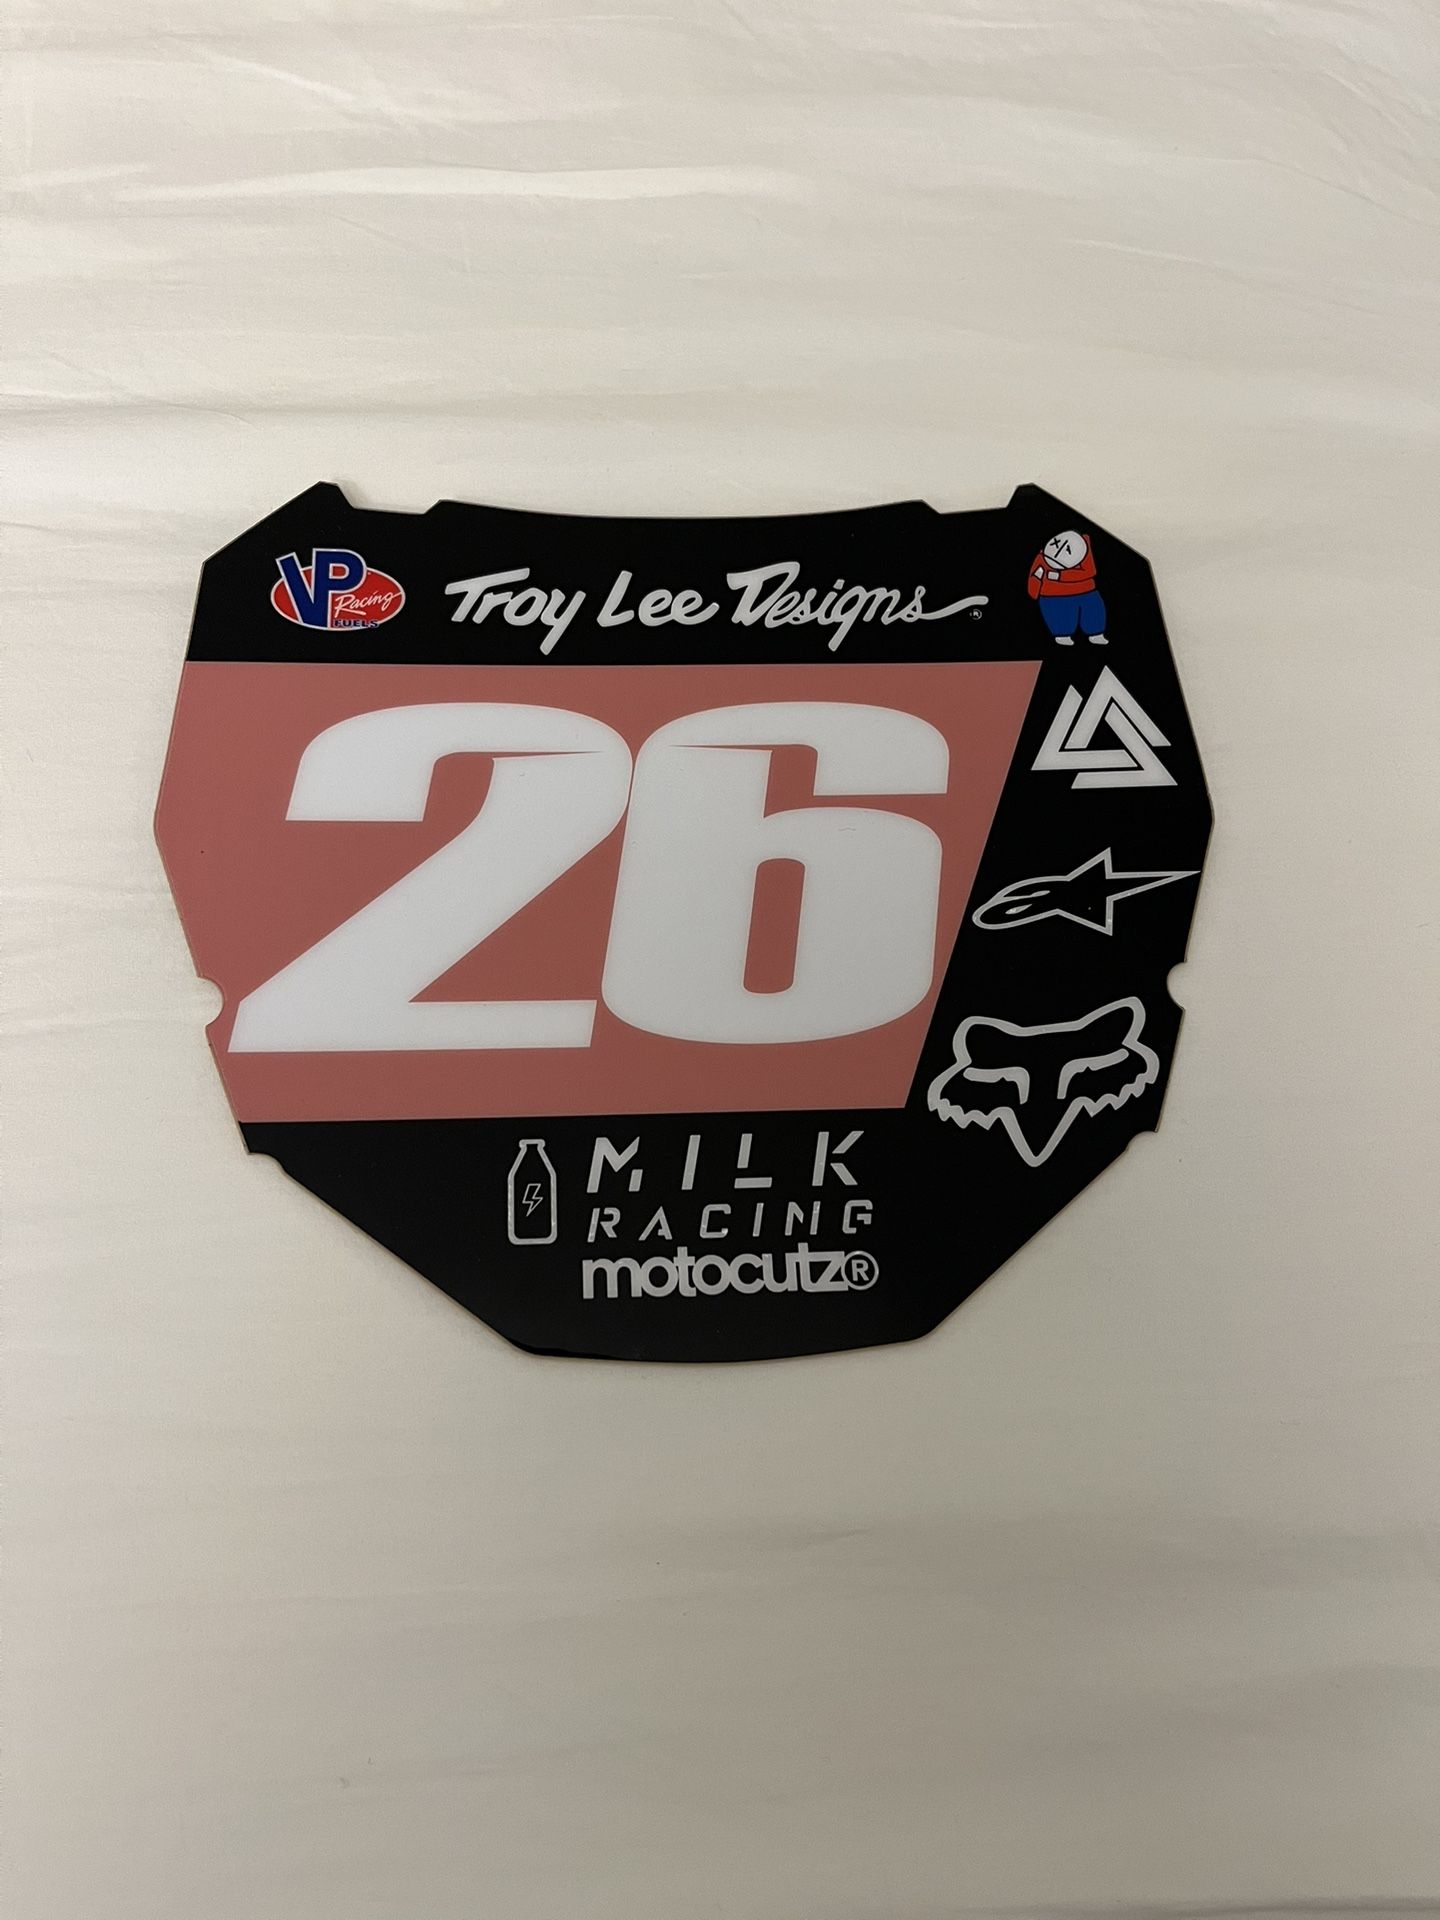 VP Racing FUELS
Troy Lee Designs®
26
MILK
RACING
motocutz®